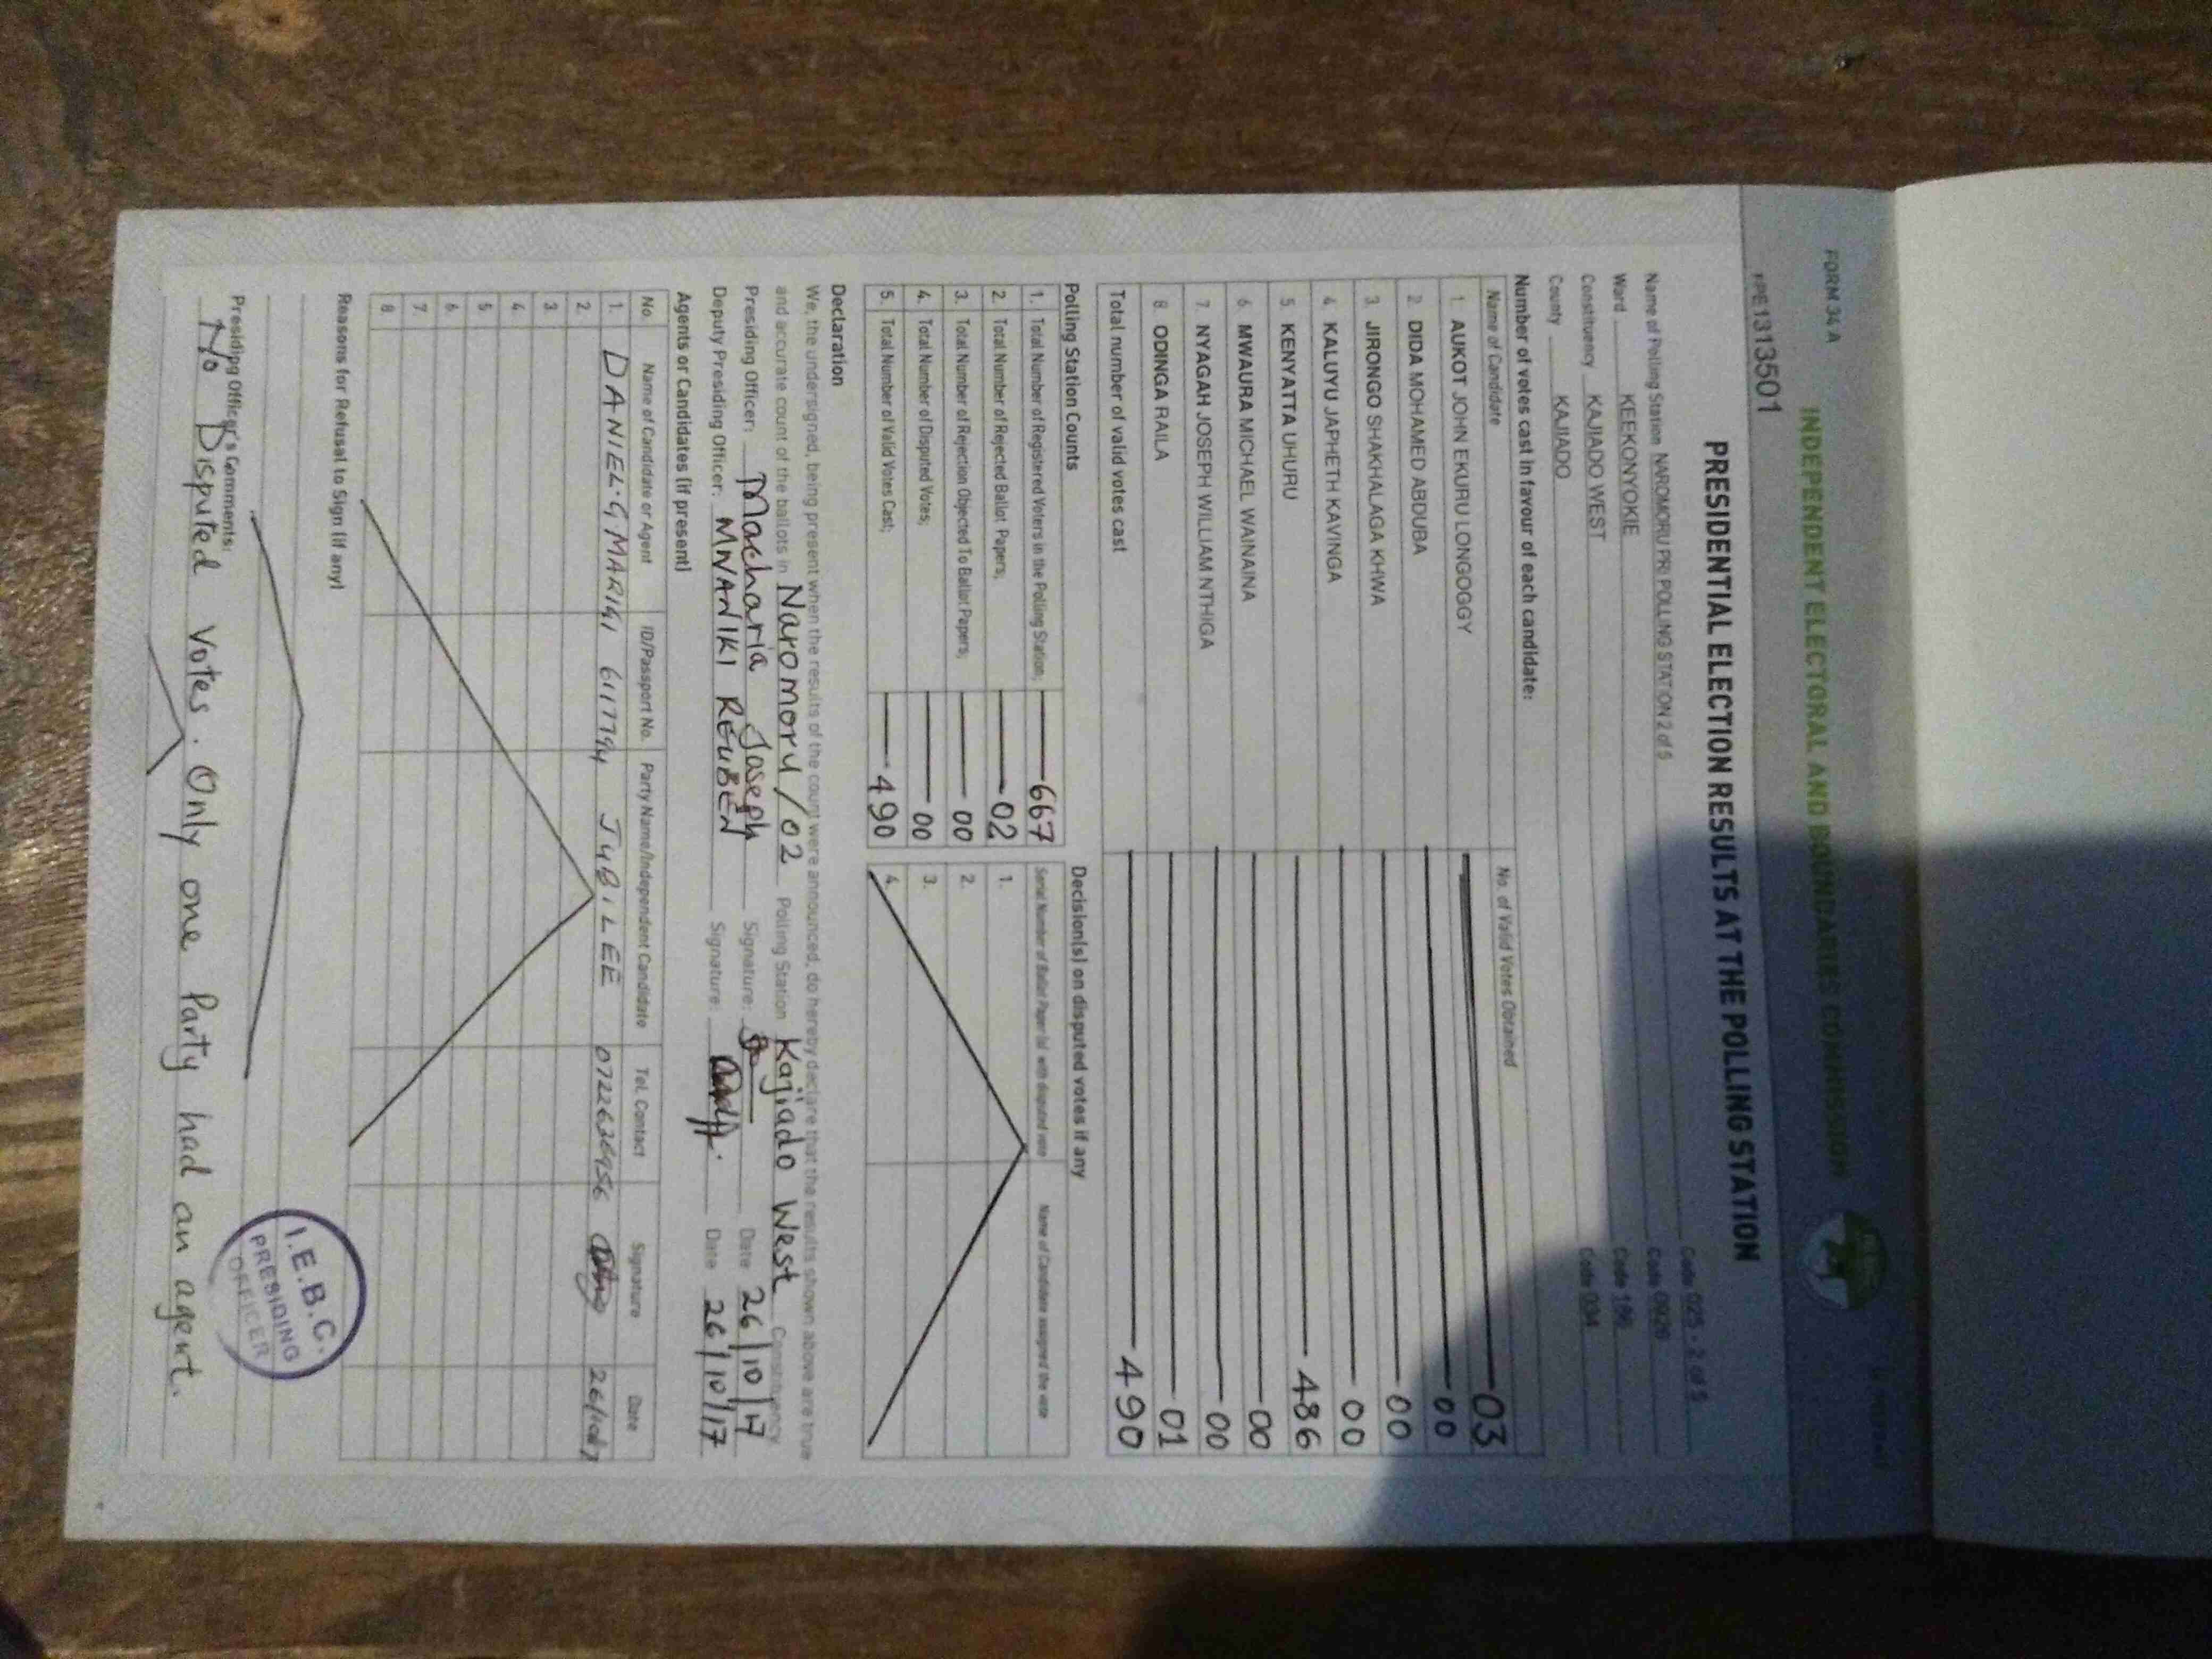 FORM 34 A
INDEPENDENT ELECTORAL AND BOUNDARIES COMMISSION
PRESIDENTIAL ELECTION RESULTS AT THE POLLING STATION
Name of Polling Station NAROMORU PRI POLLING STATION 2 of 5 Code 025 - 2 of 5
Ward KEEKONYOKIE Code 0926
Constituency KAJIADO WEST Code 186
County KAJIADO Code 034
Number of votes cast in favour of each candidate:
Name of Candidate No. of Valid Votes Obtained
1. AUKOT JOHN EKURU LONGOGGY 03
2. DIDA MOHAMED ABDUBA 00
3. JIRONGO SHAKHALAGA KHWA 00
4. KALUYU JAPHETH KAVINGA 00
5. KENYATTA UHURU 486
6. MWAURA MICHAEL WAINAINA 00
7. NYAGAH JOSEPH WILLIAM NTHIGA 00
8. ODINGA RAILA 01
Total number of valid votes cast 490
Polling Station Counts
1. Total Number of Registered Voters in the Polling Station; 667
2. Total Number of Rejected Ballot Papers; 02
3. Total Number of Rejection Objected To Ballot Papers; 00
4. Total Number of Disputed Votes; 00
5. Total Number of Valid Votes Cast; 490
Decision(s) on disputed votes if any
Serial Number of Ballot Paper (s) with disputed vote Name of Candidate assigned the vote
1.
2.
3.
4.
Declaration
We, the undersigned, being present when the results of the count were announced, do hereby declare that the results shown above are true
and accurate count of the ballots in Naromoru/02 Polling Station Kajiado West Constituency
Presiding Officer: Macharia Joseph Signature: Date 26/10/17
Deputy Presiding Officer: MWANIKI REUBEN Signature: Date 26/10/17
Agents or Candidates (if present)
No. Name of Candidate or Agent ID/Passport No. Party Name/Independent Candidate Tel. Contact Signature Date
1. DANIEL.G MARIGI 6117794 JUBILEE 0722636956
2.
3
4
5
6
7
8
Reasons for Refusal to Sign (if any)
Presiding Officer's Comments:
No Disputed Votes. Only one Party had an agent.
I.E.B.C.
PRESIDING
OFFICER